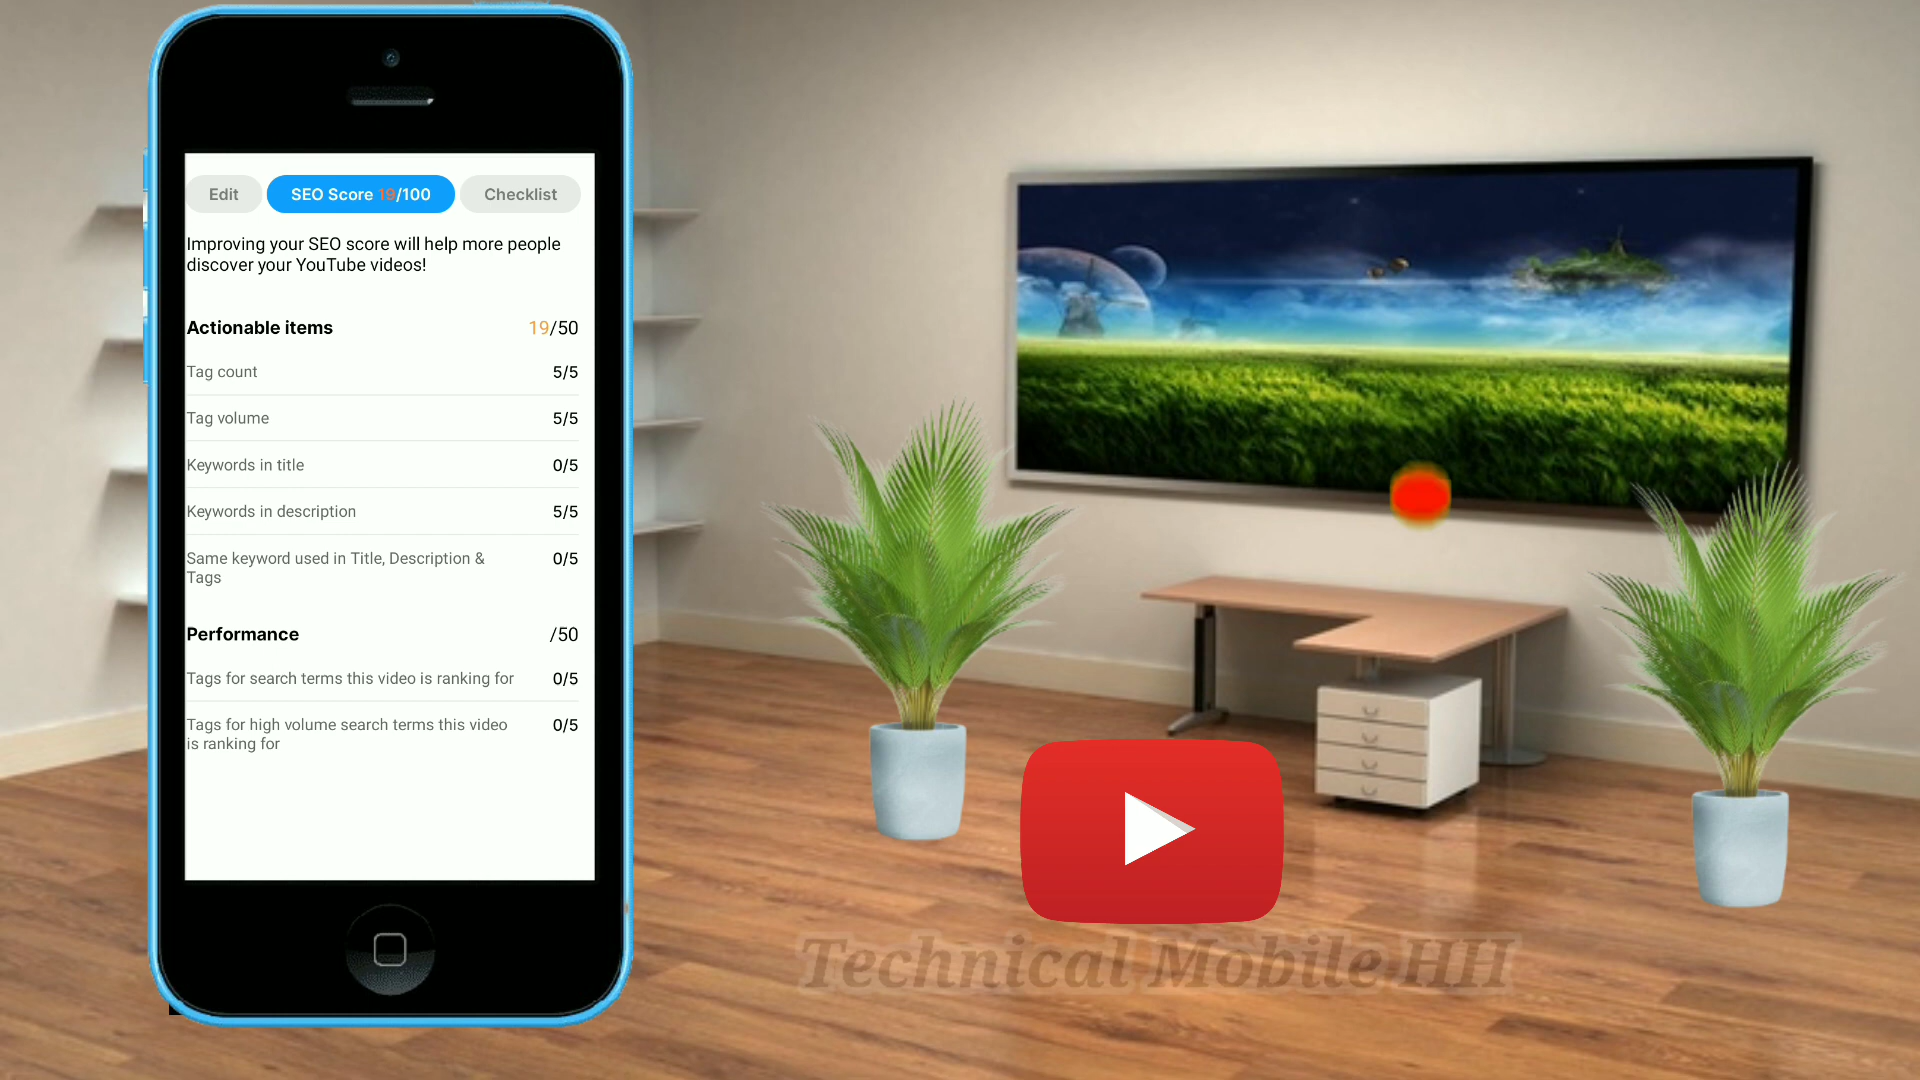 Edit
SEO Score 19/100
Checklist
Improving your SEO score will help more people
discover your YouTube videos!
Actionable items 19/50
Tag count 5/5
Tag volume 5/5
Keywords in title 0/5
Keywords in description 5/5
Same keyword used in Title, Description & 0/5
Tags
Performance /50
Tags for search terms this video is ranking for 0/5
Tags for high volume search terms this video 0/5
is ranking for
Technical Mobile HH